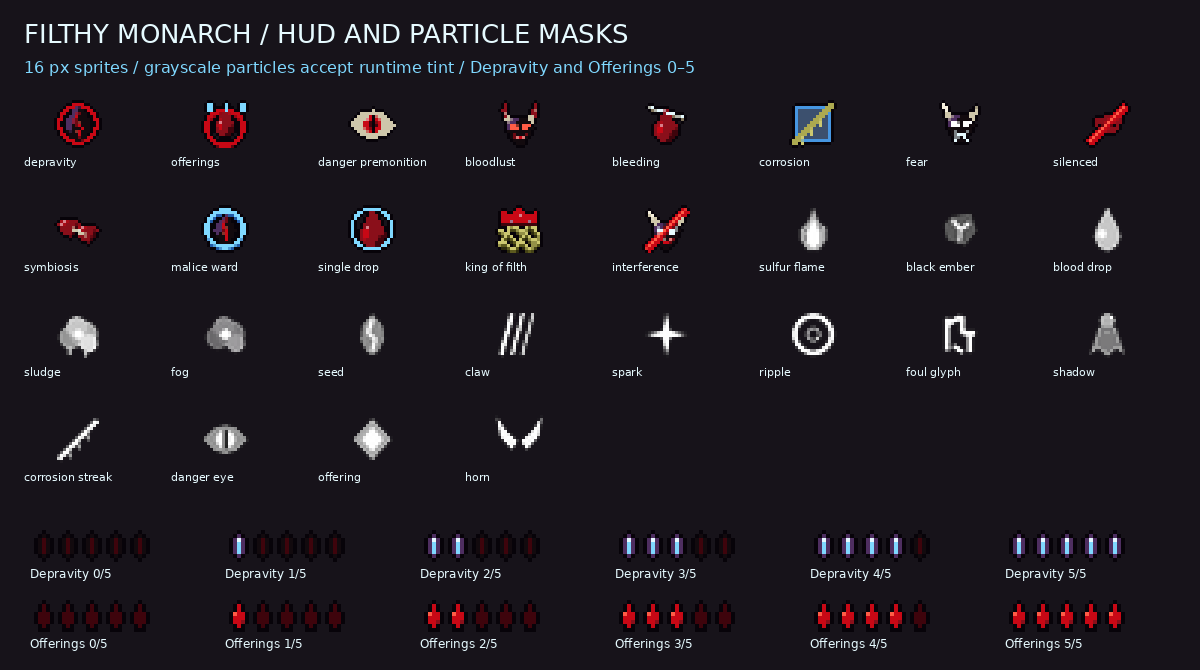 FILTHY MONARCH / HUD AND PARTICLE MASKS
16 px sprites / grayscale particles accept runtime tint / Depravity and Offerings 0–5
depravity offerings danger premonition bloodlust bleeding corrosion fear silenced
symbiosis malice ward single drop king of filth interference sulfur flame black ember blood drop
sludge fog seed claw spark ripple foul glyph shadow
corrosion streak danger eye offering horn
Depravity 0/5 Depravity 1/5 Depravity 2/5 Depravity 3/5 Depravity 4/5 Depravity 5/5
Offerings 0/5 Offerings 1/5 Offerings 2/5 Offerings 3/5 Offerings 4/5 Offerings 5/5